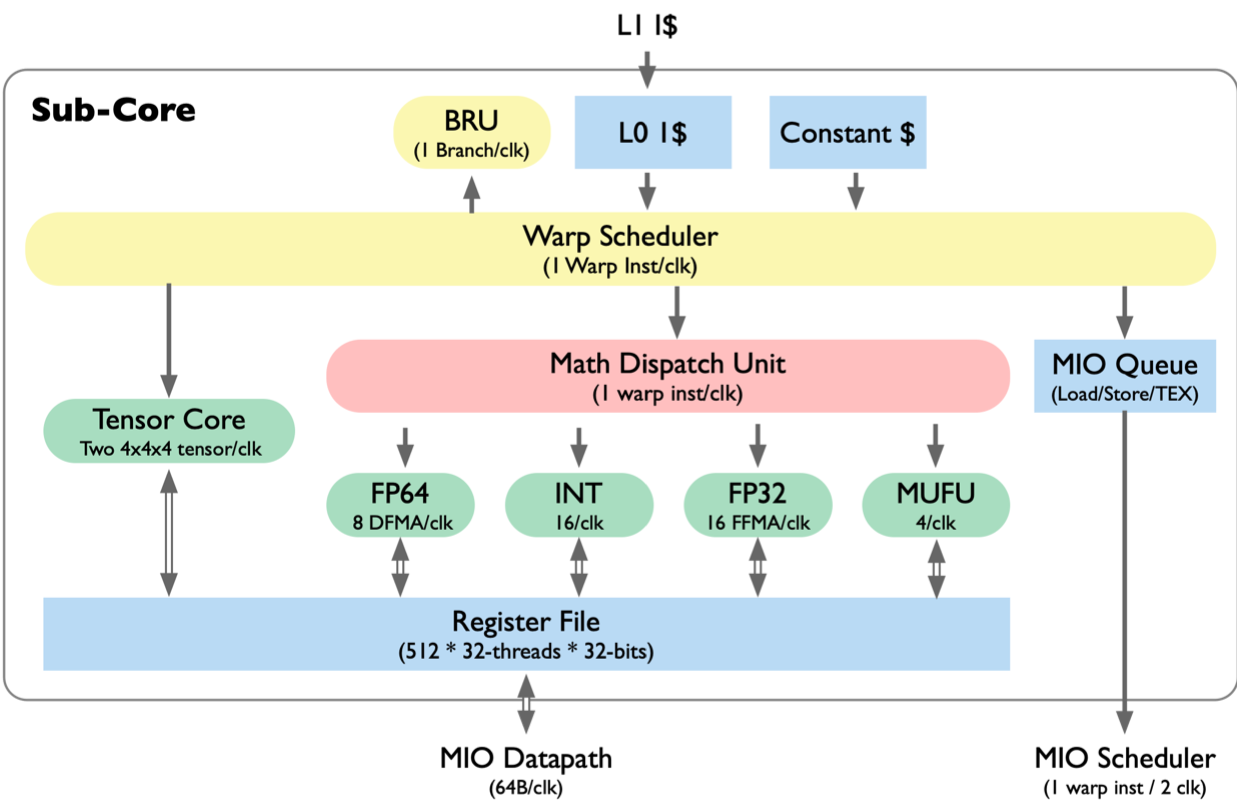 L1 I$
Sub-Core
BRU
(1 Branch/clk)
L0 1$
Constant $
Warp Scheduler
(1 Warp Inst/clk)
Math Dispatch Unit
(1 warp inst/clk)
MIO Queue
(Load/Store/TEX)
Tensor Core
Two 4x4x4 tensor/clk
FP64
8 DFMA/clk
INT
16/clk
FP32
16 FFMA/clk
MUFU
4/clk
Register File
(512 * 32-threads * 32-bits)
MIO Datapath
(64B/clk)
MIO Scheduler
(1 warp inst / 2 clk)